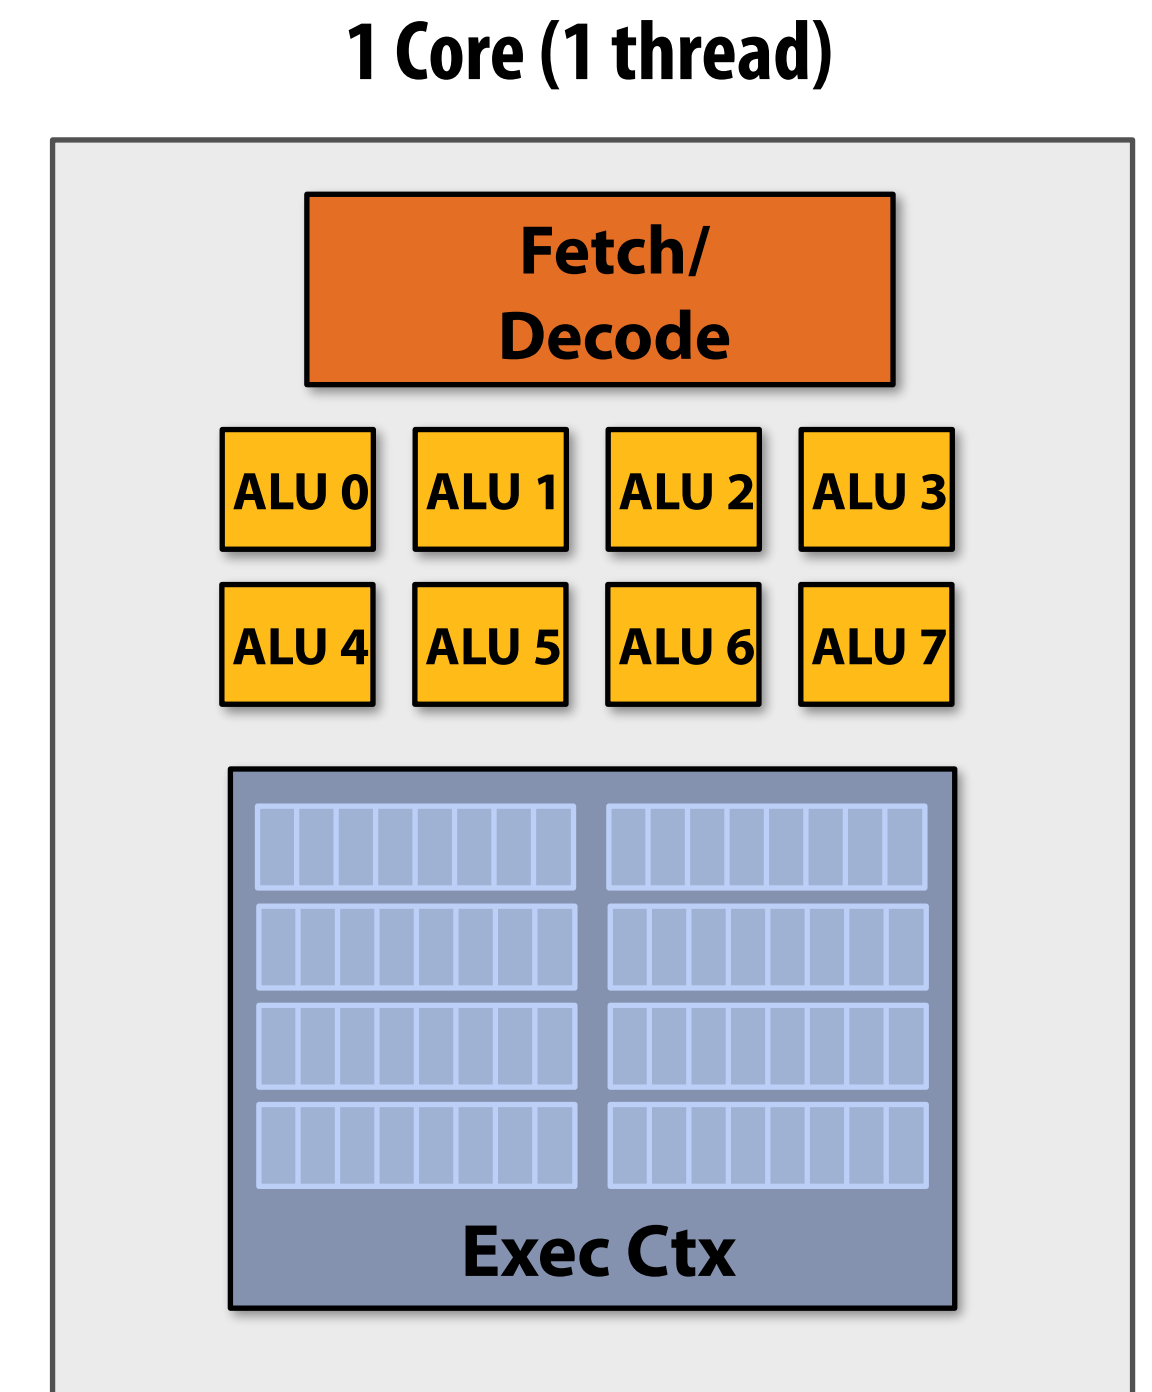 1 Core (1 thread)
Fetch/
Decode
ALU 0 ALU 1 ALU 2 ALU 3
ALU 4 ALU 5 ALU 6 ALU 7
Exec Ctx